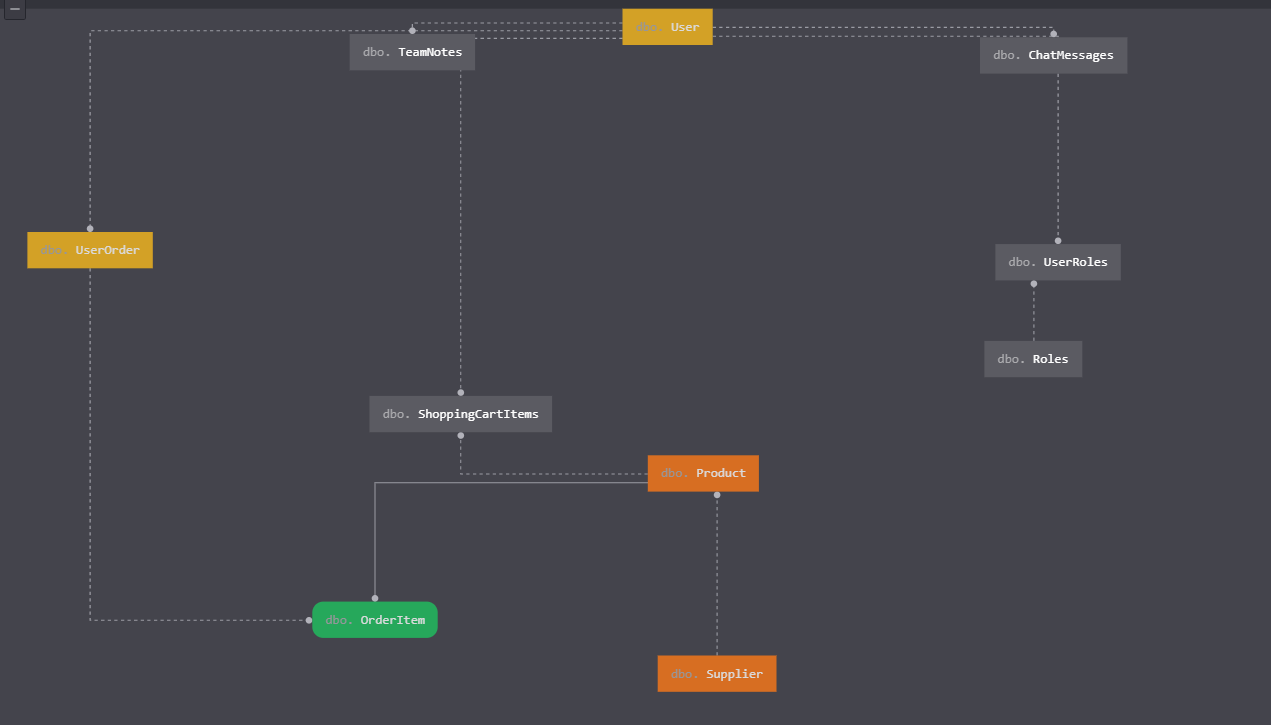 dbo. User
dbo. TeamNotes
dbo. ChatMessages
dbo. UserOrder
dbo. UserRoles
dbo. Roles
dbo. ShoppingCartItems
dbo. Product
dbo. OrderItem
dbo. Supplier